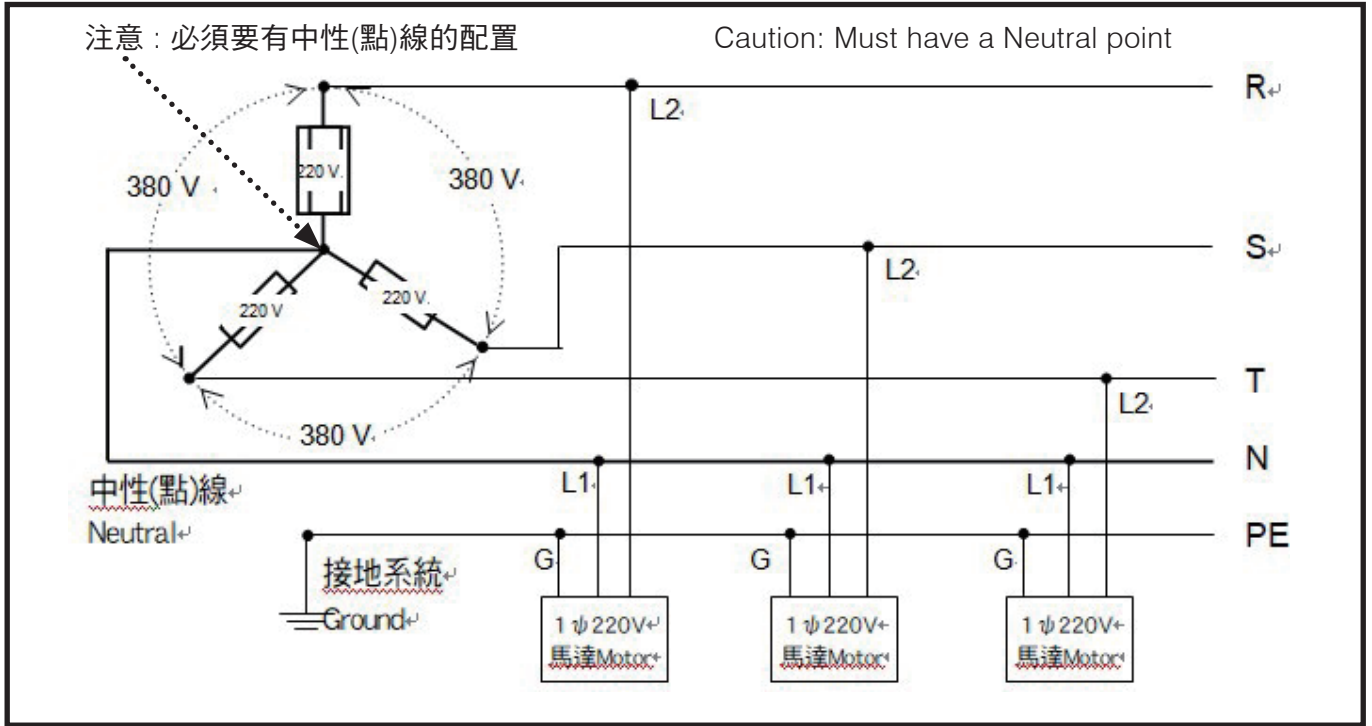 注意 : 必須要有中性(點)線的配置
Caution: Must have a Neutral point
R
L2
220 V.
380 V
380 V
S
L2
220 V
220 V.
T
L2
380 V
N
中性(點)線
Neutral
L1
L1
L1
PE
接地系統
Ground
G
G
G
1 ψ 220V
馬達Motor
1 ψ 220V
馬達Motor
1 ψ 220V
馬達Motor